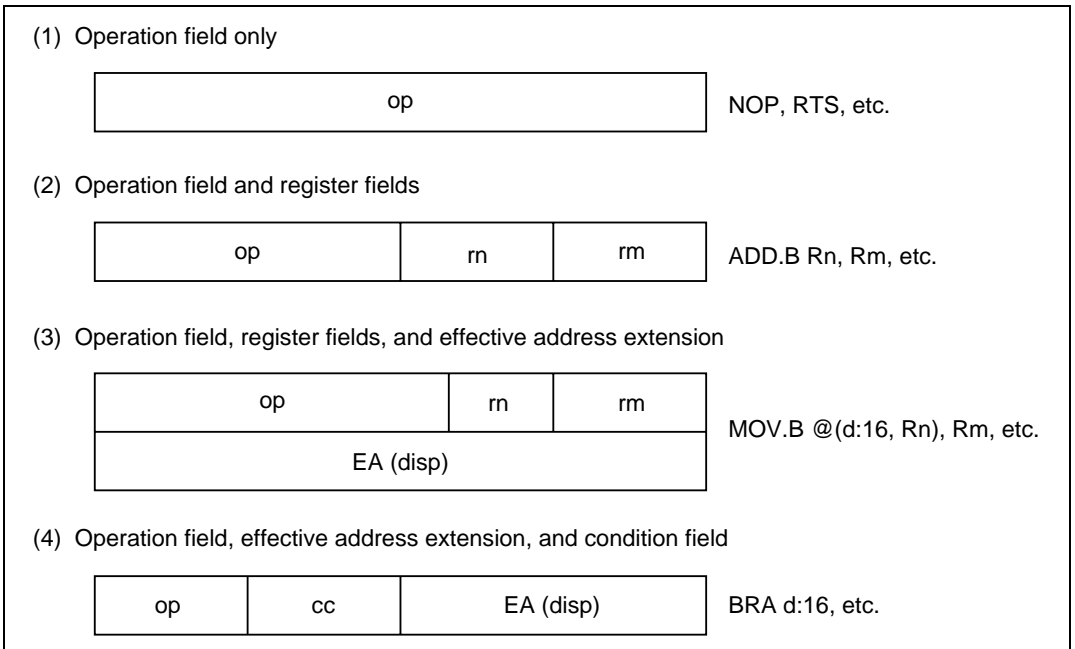 (1) Operation field only
op
NOP, RTS, etc.
(2) Operation field and register fields
op rn rm
ADD.B Rn, Rm, etc.
(3) Operation field, register fields, and effective address extension
op rn rm
EA (disp)
MOV.B @(d:16, Rn), Rm, etc.
(4) Operation field, effective address extension, and condition field
op cc EA (disp)
BRA d:16, etc.